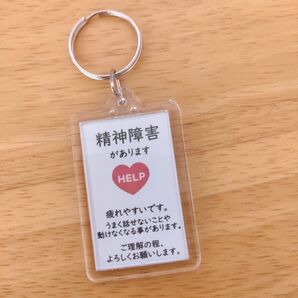 精神障害
があります
HELP
疲れやすいです。
うまく話せないことや
動けなくなる事があります。
ご理解の程、
よろしくお願いします。